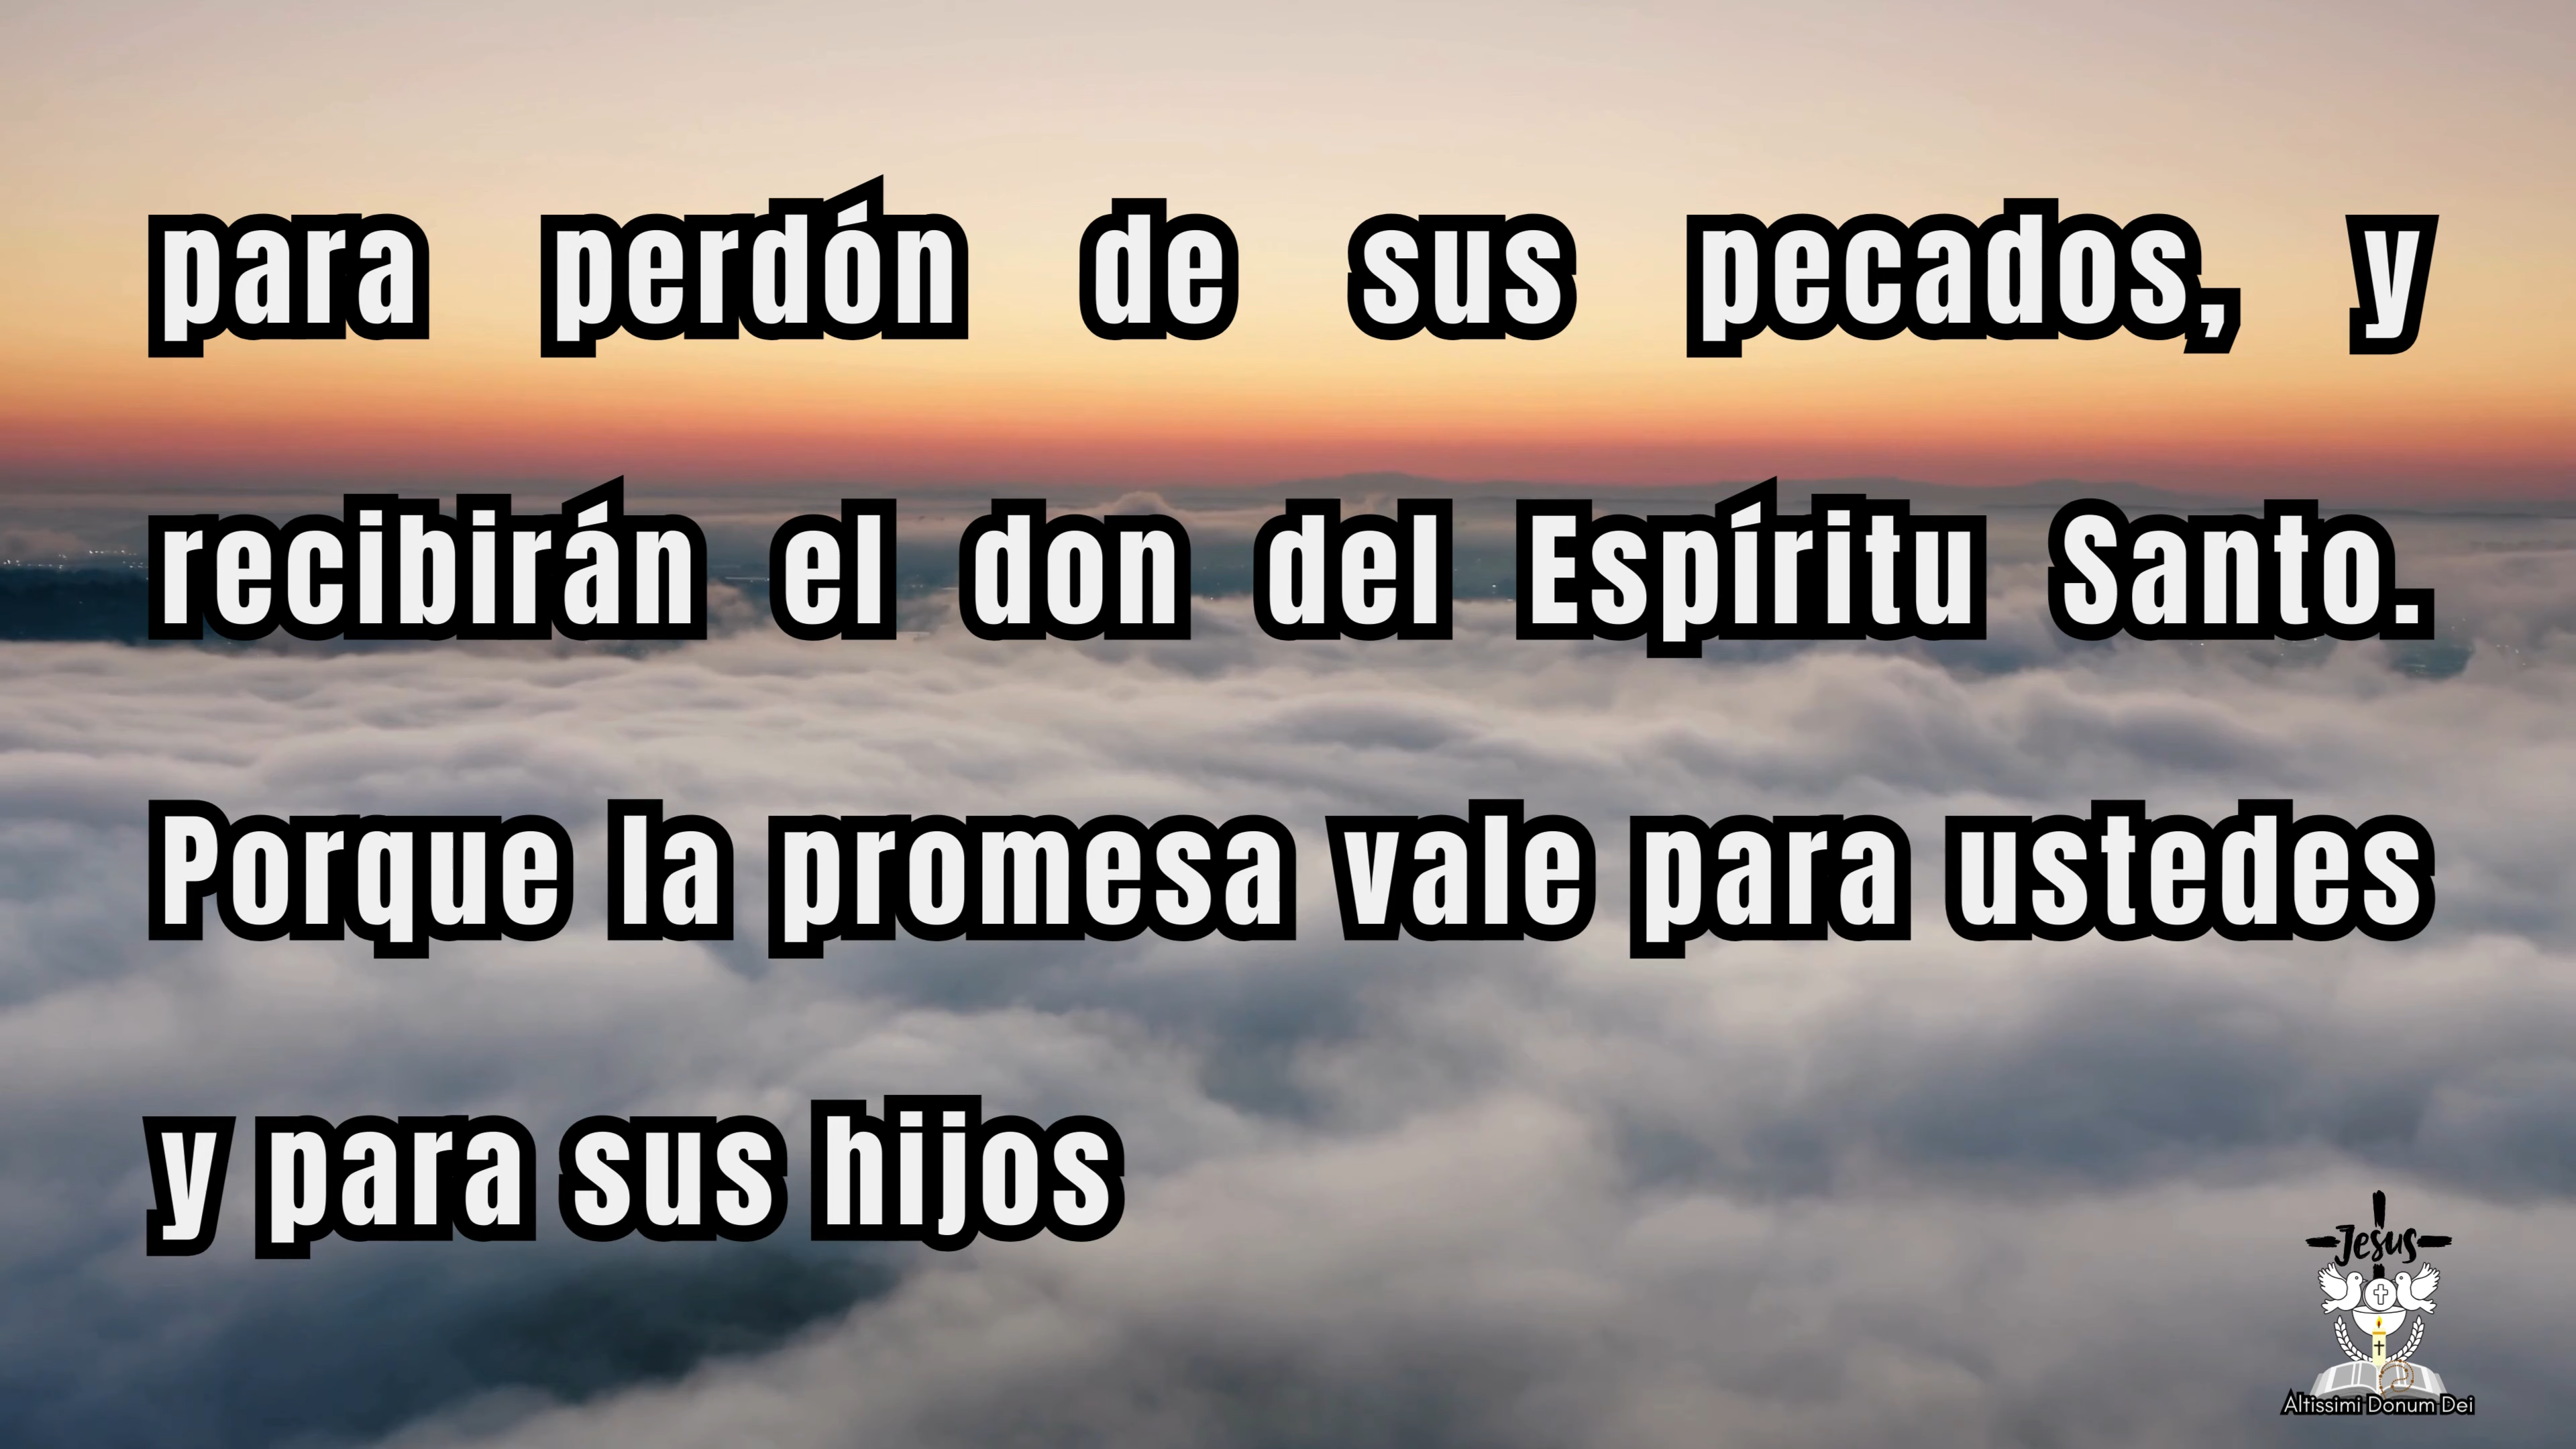 para perdón de sus pecados, y
recibirán el don del Espíritu Santo.
Porque la promesa vale para ustedes
y para sus hijos
Jesus
Altissimi Donum Dei